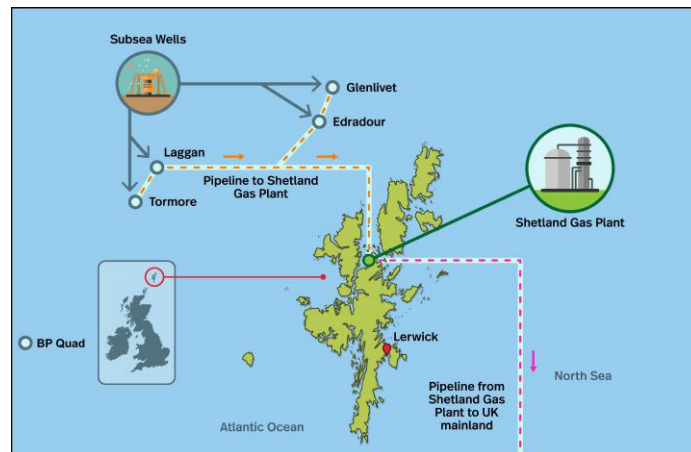 Subsea Wells
Glenlivet
Edradour
Laggan
Pipeline to Shetland
Gas Plant
Tormore
Shetland Gas Plant
BP Quad
Lerwick
North Sea
Pipeline from
Shetland Gas
Plant to UK
mainland
Atlantic Ocean